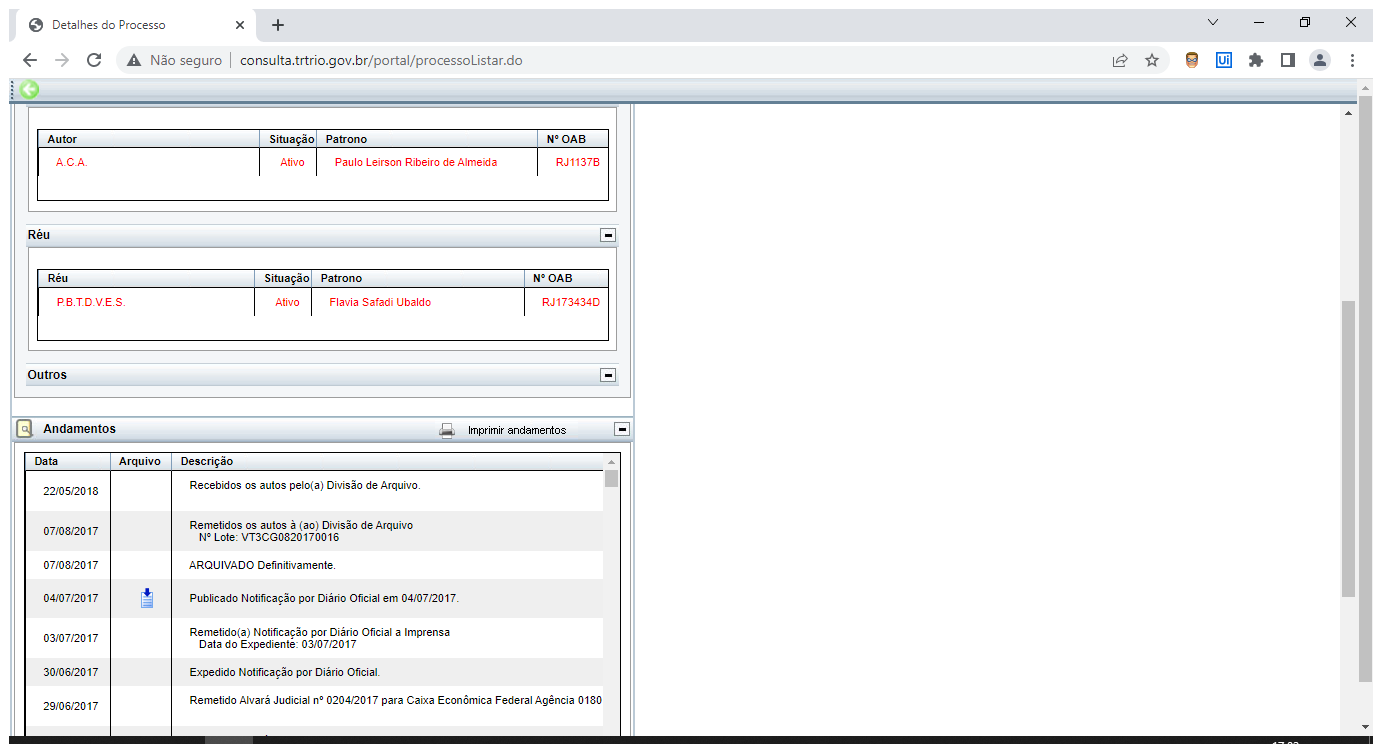 Detalhes do Processo
Não seguro consulta.trtrio.gov.br/portal/processoListar.do
Autor Situação Patrono Nº OAB
A.C.A. Ativo Paulo Leirson Ribeiro de Almeida RJ1137B
Réu
Réu Situação Patrono Nº OAB
P.B.T.D.V.E.S. Ativo Flavia Safadi Ubaldo RJ173434D
Outros
Andamentos Imprimir andamentos
Data Arquivo Descrição
22/05/2018 Recebidos os autos pelo(a) Divisão de Arquivo.
07/08/2017 Remetidos os autos à (ao) Divisão de Arquivo
Nº Lote: VT3CG0820170016
07/08/2017 ARQUIVADO Definitivamente.
04/07/2017 Publicado Notificação por Diário Oficial em 04/07/2017.
03/07/2017 Remetido(a) Notificação por Diário Oficial a Imprensa
Data do Expediente: 03/07/2017
30/06/2017 Expedido Notificação por Diário Oficial.
29/06/2017 Remetido Alvará Judicial nº 0204/2017 para Caixa Econômica Federal Agência 0180